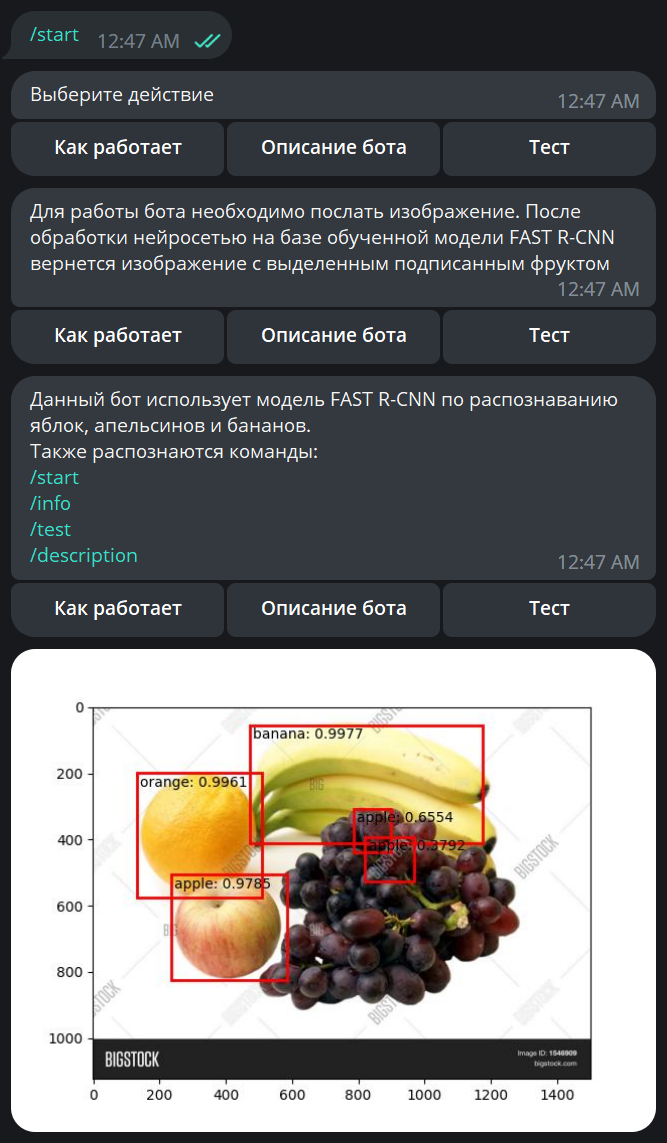 /start 12:47 AM
Выберите действие
12:47 AM
Как работает Описание бота Тест
Для работы бота необходимо послать изображение. После
обработки нейросетью на базе обученной модели FAST R-CNN
вернется изображение с выделенным подписанным фруктом
12:47 AM
Как работает Описание бота Тест
Данный бот использует модель FAST R-CNN по распознаванию
яблок, апельсинов и бананов.
Также распознаются команды:
/start
/info
/test
/description
12:47 AM
Как работает Описание бота Тест
0
banana: 0.9977
200
orange: 0.9961
apple: 0.6554
400
apple: 0.3792
apple: 0.9785
600
800
1000
BIGSTOCK
Image ID: 1546909
bigstock.com
0 200 400 600 800 1000 1200 1400